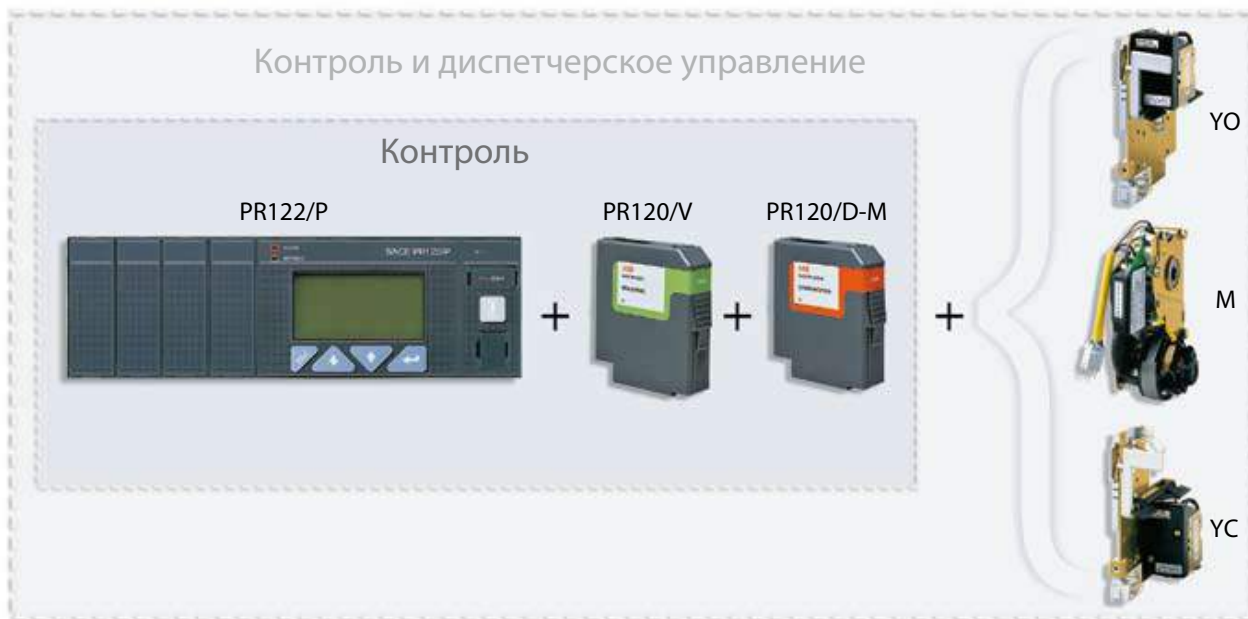 Контроль и диспетчерское управление
Контроль
PR122/P
PR120/V
PR120/D-M
+
+
+
YO
M
YC